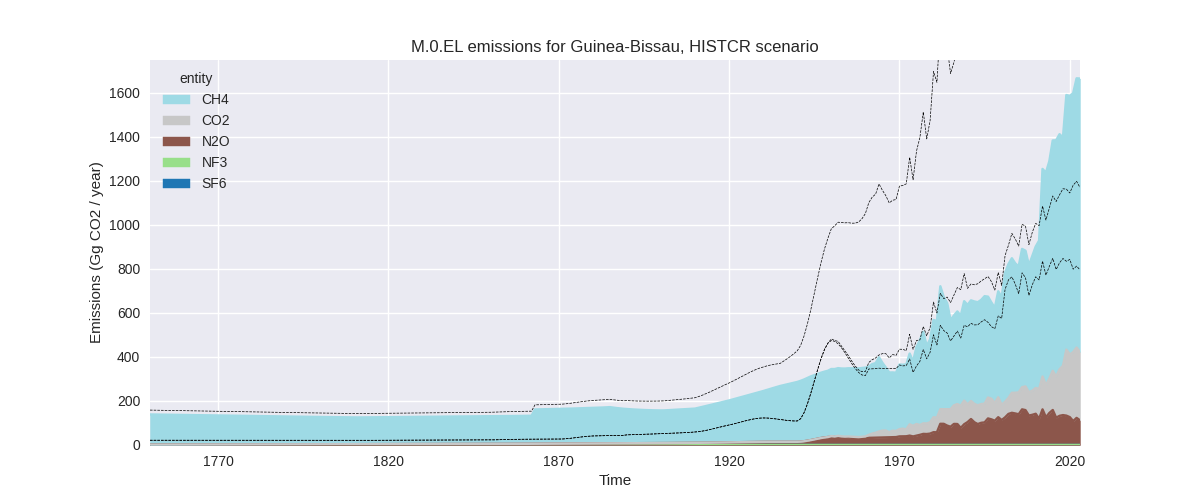 M.0.EL emissions for Guinea-Bissau, HISTCR scenario
entity
CH4
CO2
N2O
NF3
SF6
Emissions (Gg CO2 / year)
1600
1400
1200
1000
800
600
400
200
0
1770 1820 1870 1920 1970 2020
Time